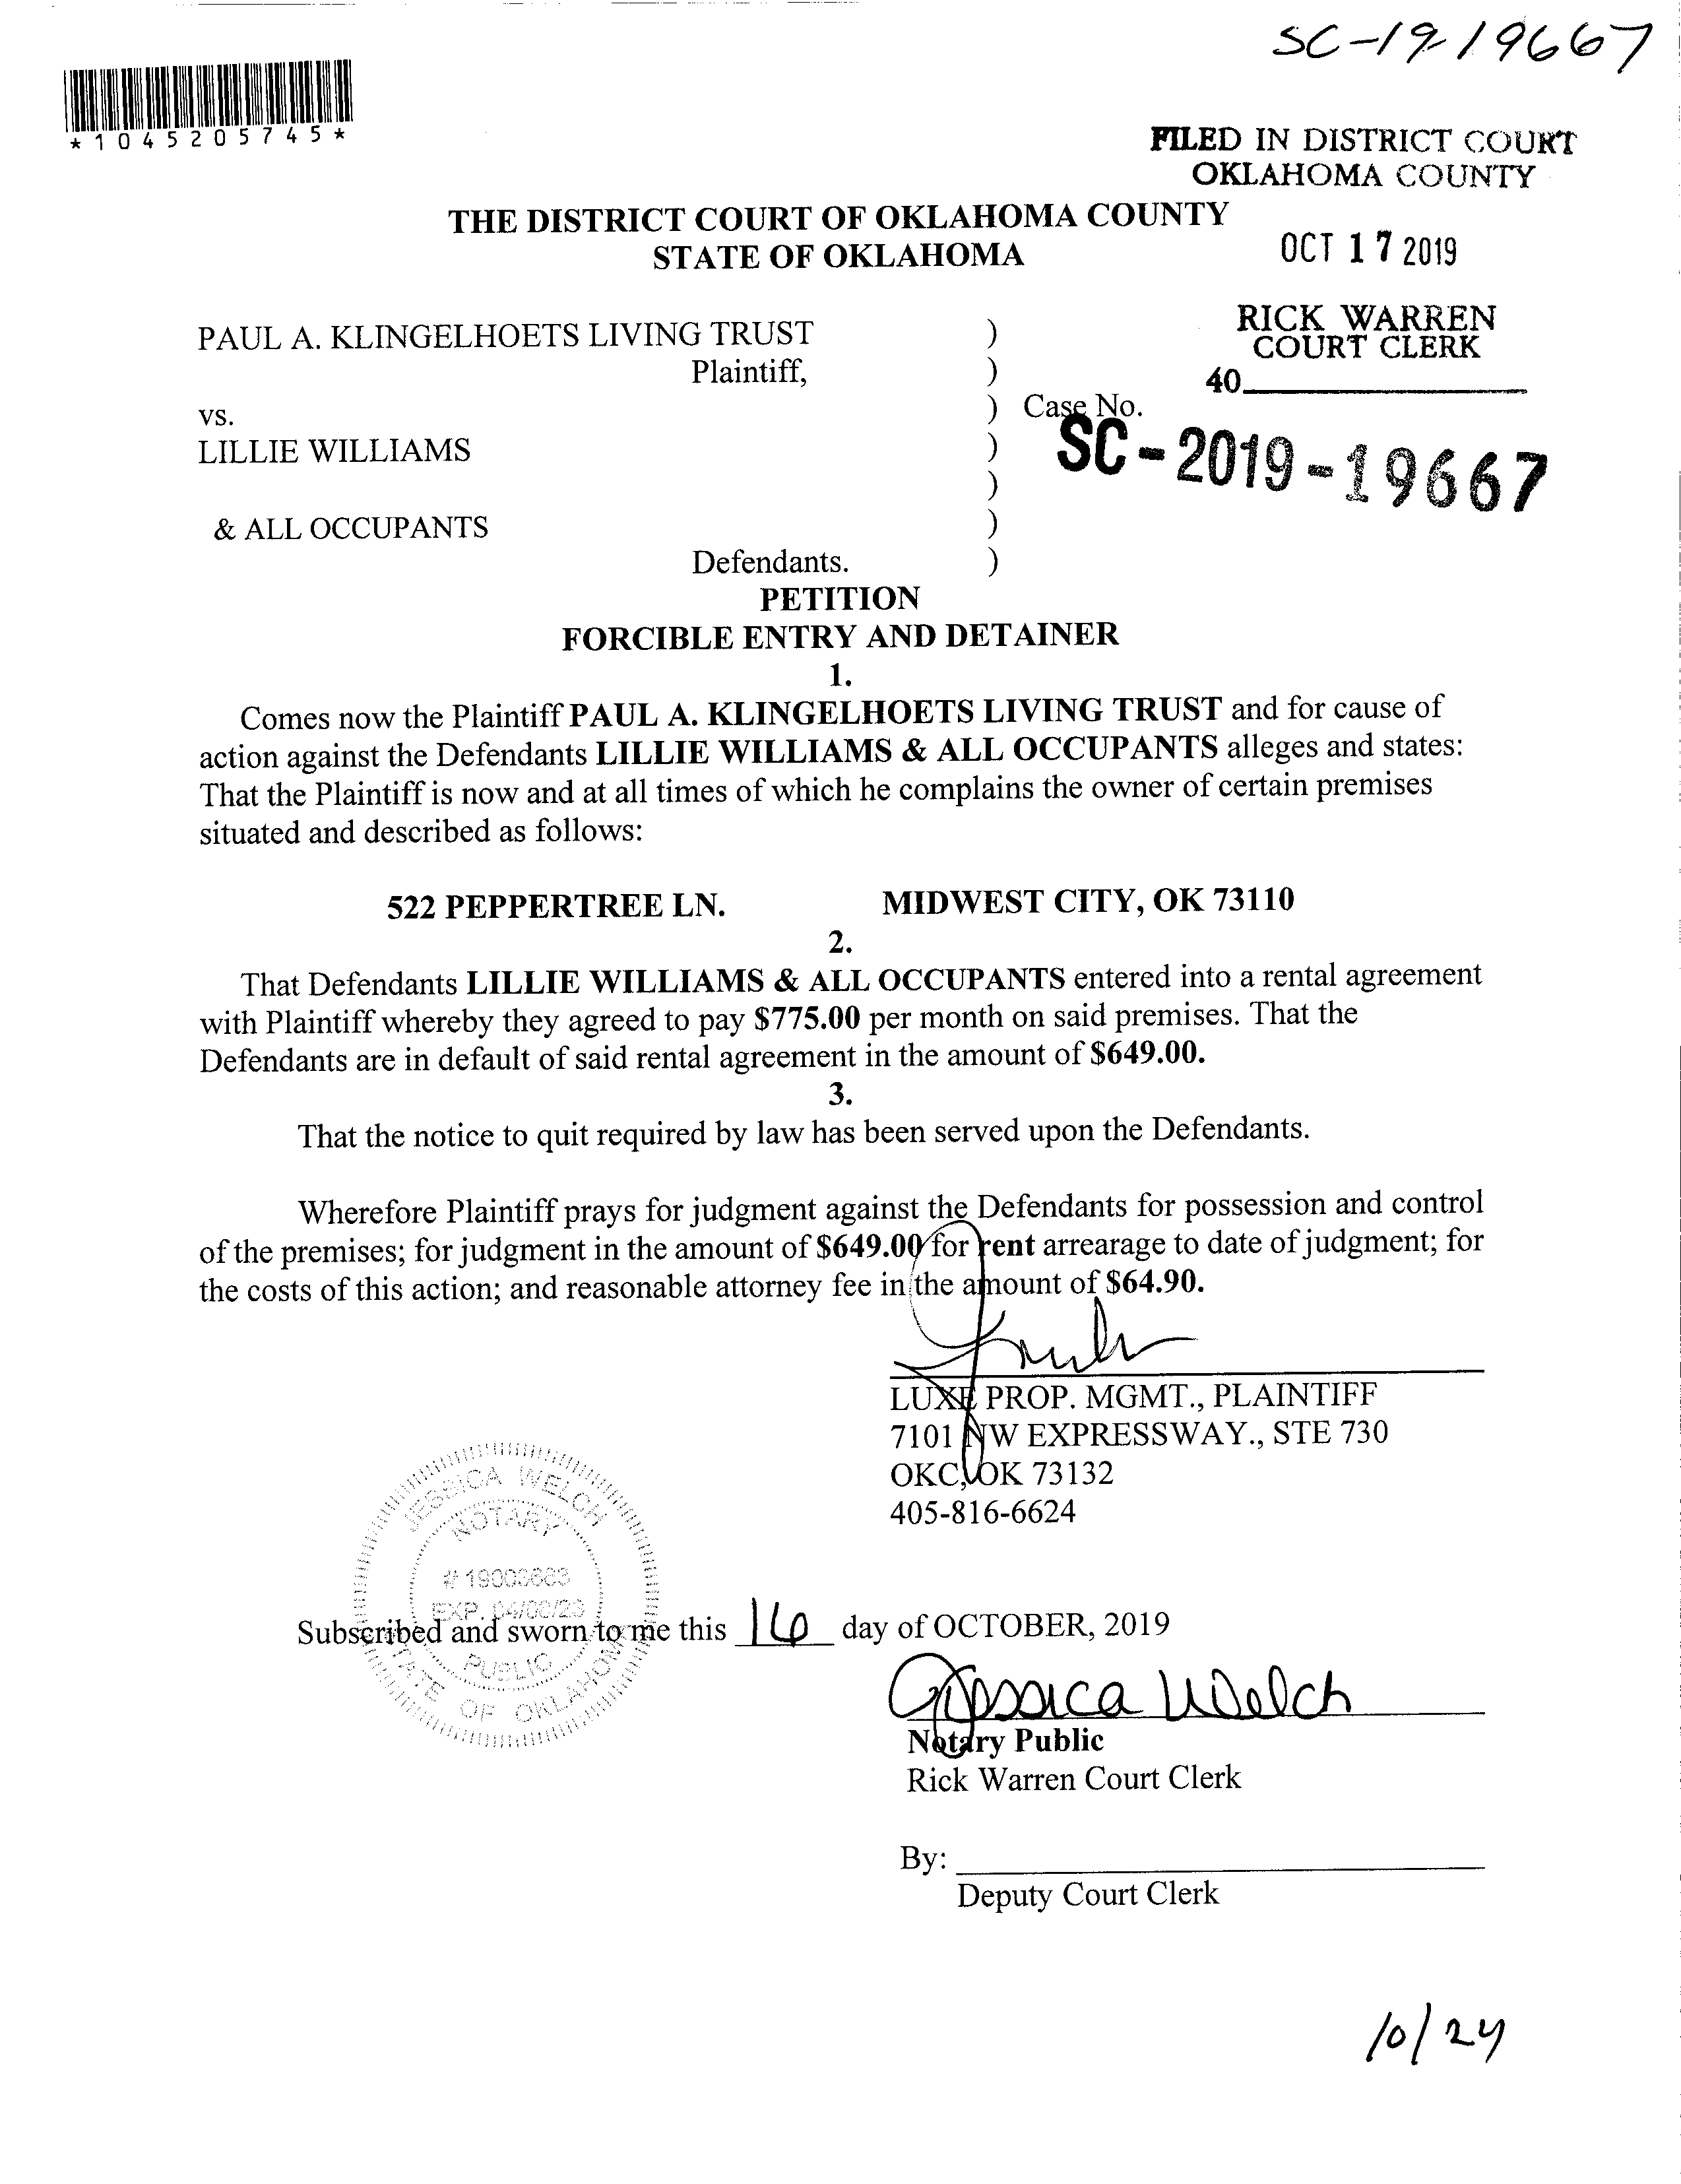 SC-19-19667
*1045205745*
FILED IN DISTRICT COURT
OKLAHOMA COUNTY
THE DISTRICT COURT OF OKLAHOMA COUNTY
STATE OF OKLAHOMA
OCT 17 2019
RICK WARREN
COURT CLERK
40
PAUL A. KLINGELHOETS LIVING TRUST )
Plaintiff, )
vs. ) Case No.
LILLIE WILLIAMS )
SC-2019-19667
)
& ALL OCCUPANTS )
Defendants. )
PETITION
FORCIBLE ENTRY AND DETAINER
1.
Comes now the Plaintiff PAUL A. KLINGELHOETS LIVING TRUST and for cause of
action against the Defendants LILLIE WILLIAMS & ALL OCCUPANTS alleges and states:
That the Plaintiff is now and at all times of which he complains the owner of certain premises
situated and described as follows:
522 PEPPERTREE LN. MIDWEST CITY, OK 73110
2.
That Defendants LILLIE WILLIAMS & ALL OCCUPANTS entered into a rental agreement
with Plaintiff whereby they agreed to pay $775.00 per month on said premises. That the
Defendants are in default of said rental agreement in the amount of $649.00.
3.
That the notice to quit required by law has been served upon the Defendants.
Wherefore Plaintiff prays for judgment against the Defendants for possession and control
of the premises; for judgment in the amount of $649.00 for rent arrearage to date of judgment; for
the costs of this action; and reasonable attorney fee in the amount of $64.90.
LUXE PROP. MGMT., PLAINTIFF
7101 NW EXPRESSWAY., STE 730
OKC, OK 73132
405-816-6624
JESSICA WELCH
NOTARY
EXP.
PUBLIC
STATE OF OKLAHOMA
Subscribed and sworn to me this 16 day of OCTOBER, 2019
Jessica Welch
Notary Public
Rick Warren Court Clerk
By:
Deputy Court Clerk
10/24